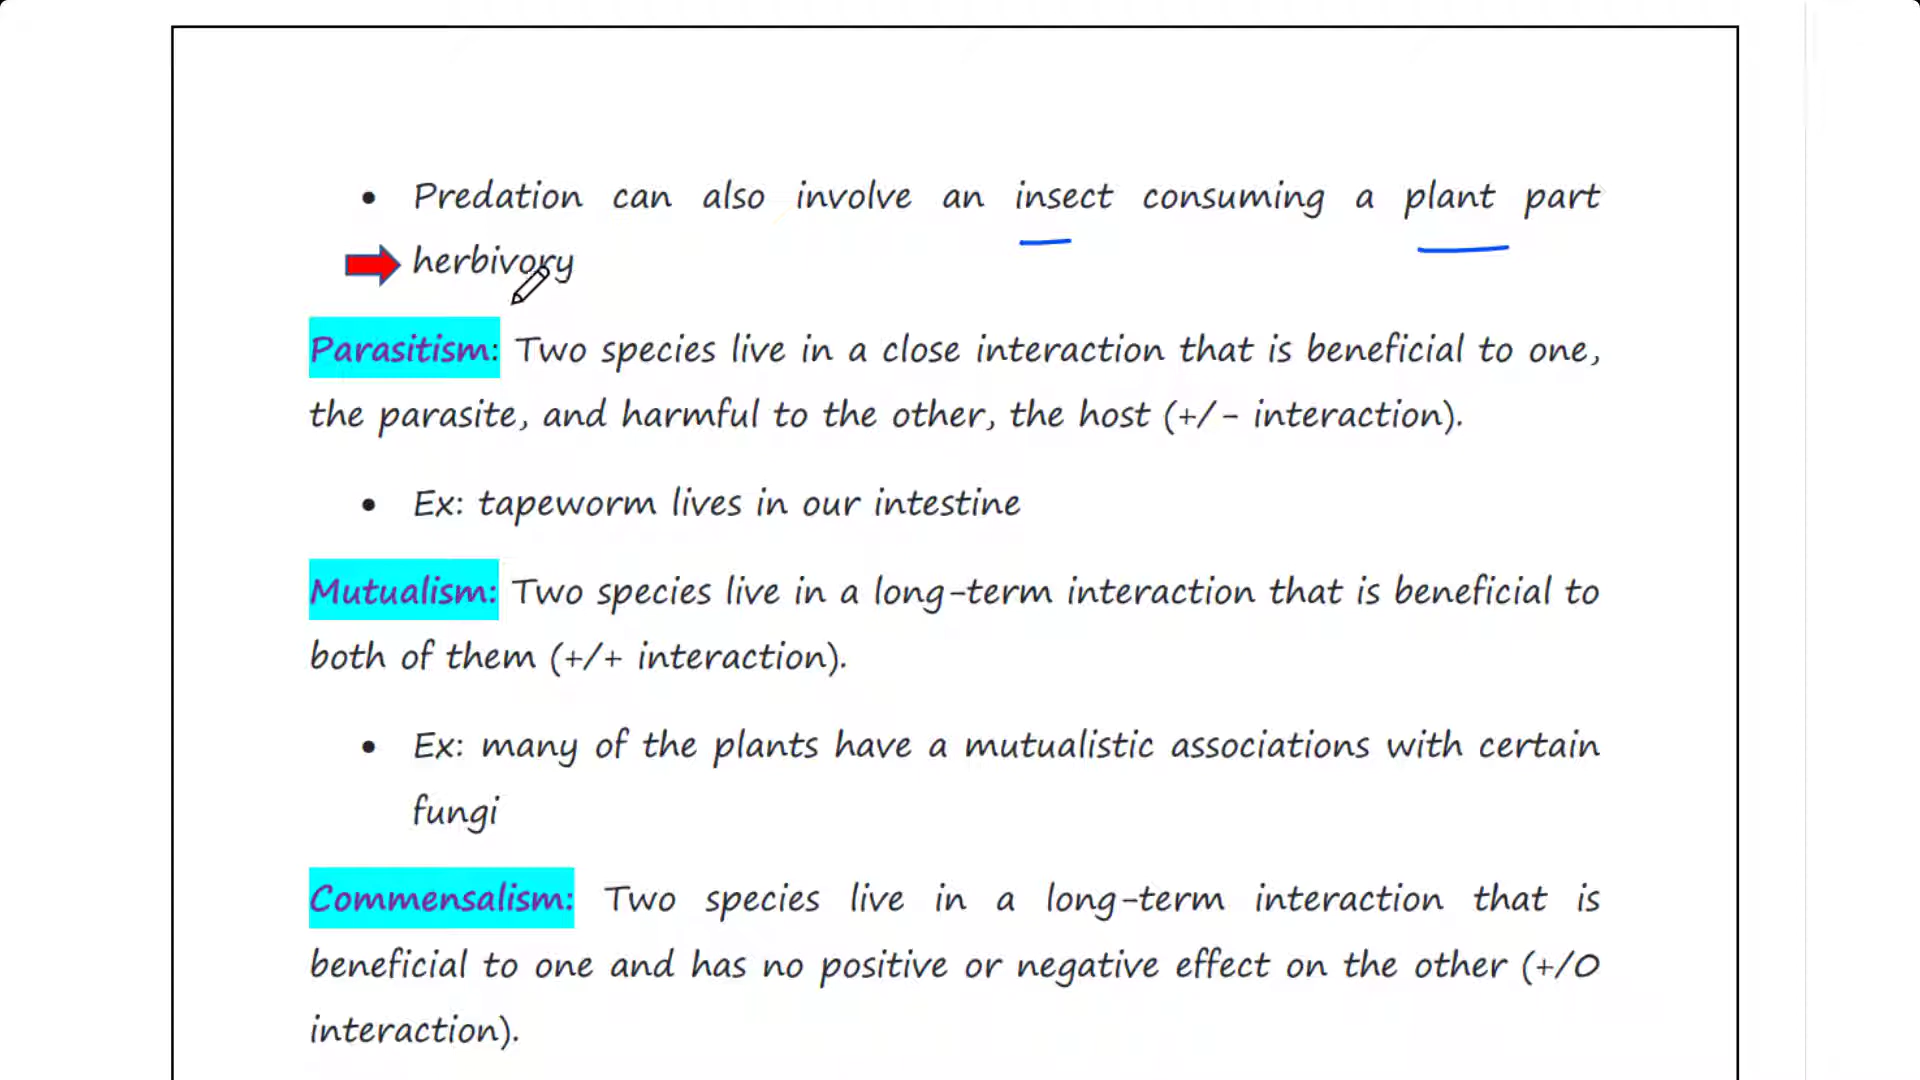 • Predation can also involve an insect consuming a plant part
herbivory
Parasitism: Two species live in a close interaction that is beneficial to one,
the parasite, and harmful to the other, the host (+/- interaction).
• Ex: tapeworm lives in our intestine
Mutualism: Two species live in a long-term interaction that is beneficial to
both of them (+/+ interaction).
• Ex: many of the plants have a mutualistic associations with certain
fungi
Commensalism: Two species live in a long-term interaction that is
beneficial to one and has no positive or negative effect on the other (+/0
interaction).